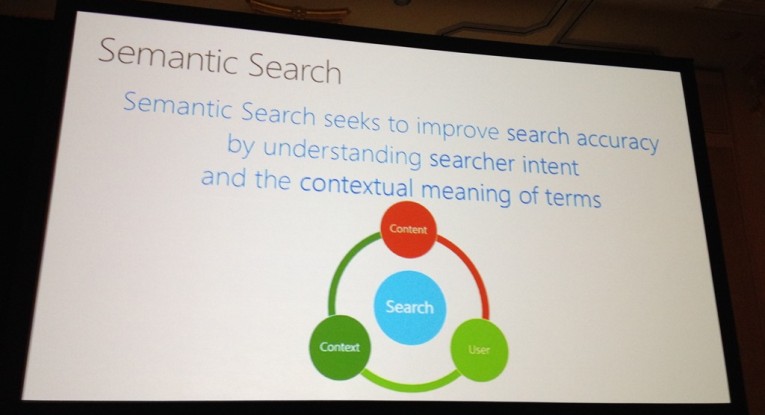 Semantic Search
Semantic Search seeks to improve search accuracy
by understanding searcher intent
and the contextual meaning of terms
Content
Search
Context
User